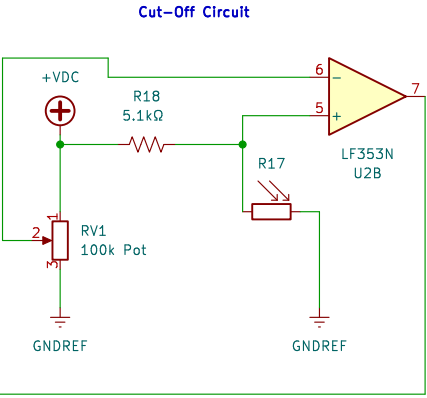 Cut-Off Circuit
+VDC
R18
5.1kΩ
6
7
5
R17
LF353N
U2B
1
2
RV1
100k Pot
3
GNDREF
GNDREF